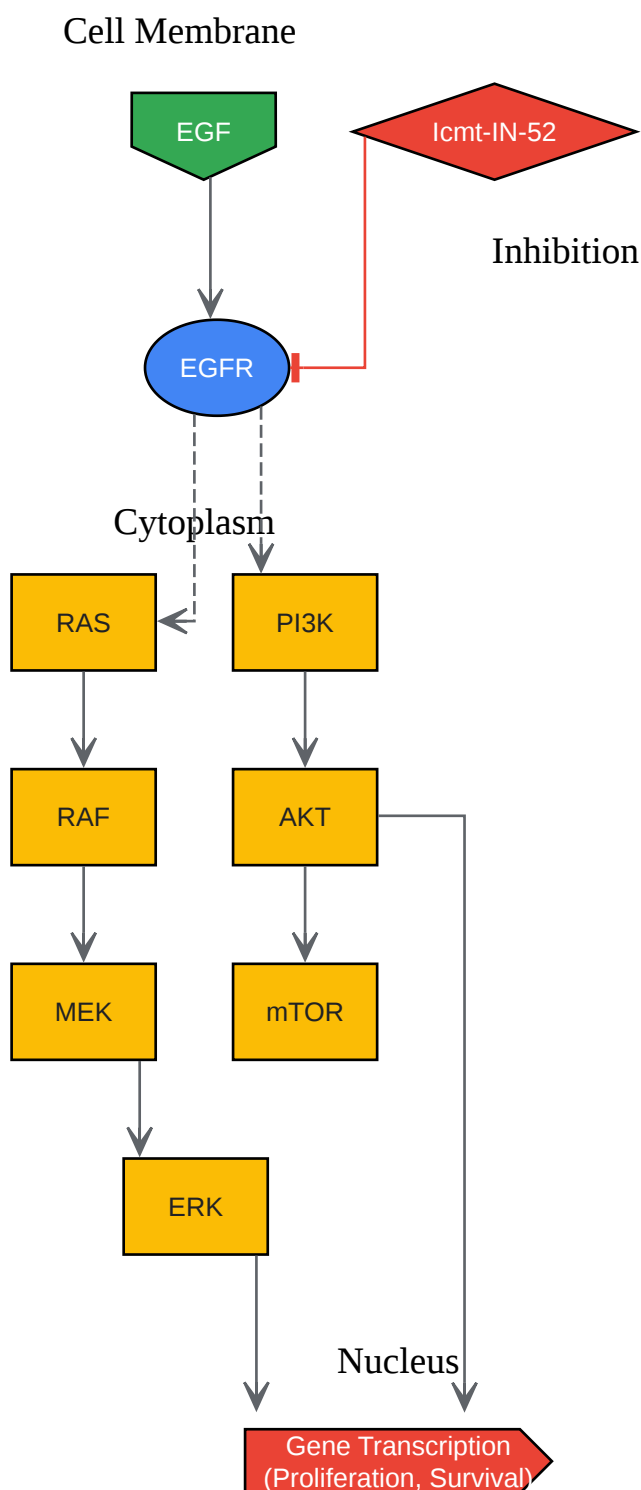 Cell Membrane
EGF
Icmt-IN-52
Inhibition
EGFR
Cytoplasm
RAS
PI3K
RAF
AKT
MEK
mTOR
ERK
Nucleus
Gene Transcription
(Proliferation, Survival)